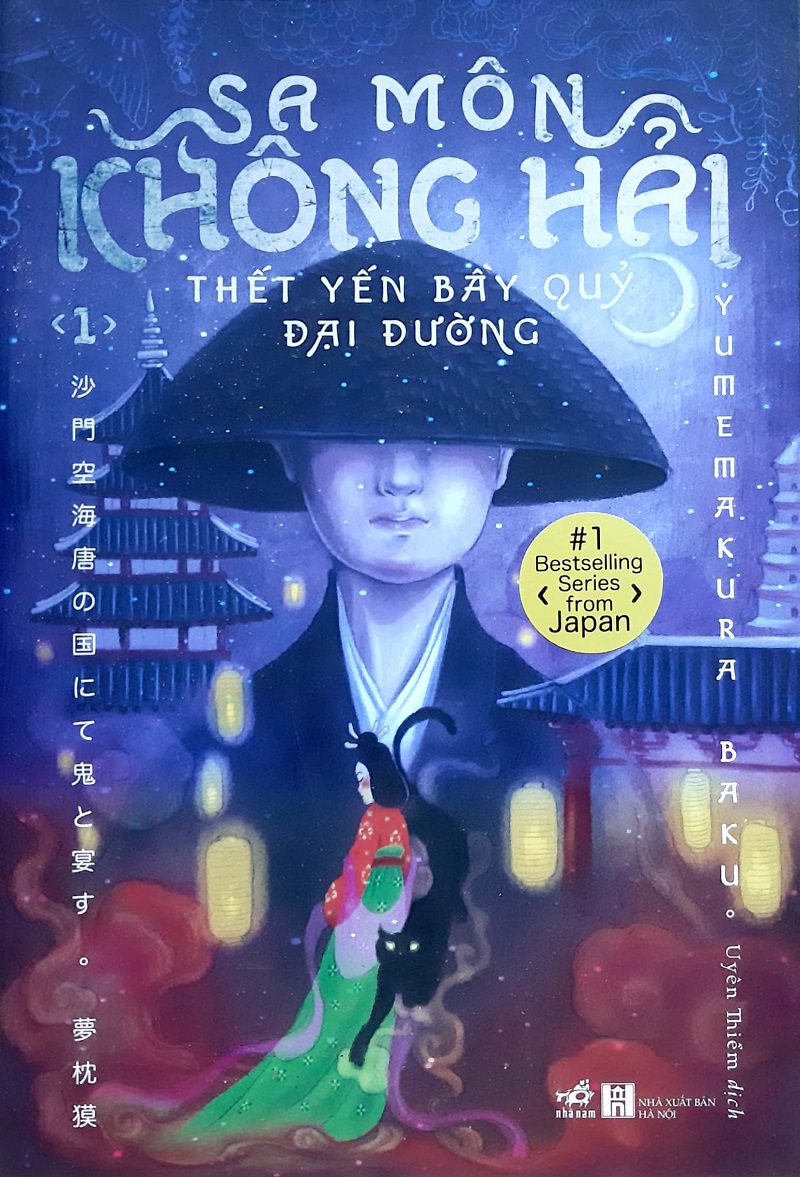 SA MÔN
KHÔNG HẢI
THẾT YẾN BẦY QUỶ
ĐẠI ĐƯỜNG
<1>
沙門空海唐の国にて鬼と宴す。夢枕獏
YUMEMAKURA BAKU
Uyên Thiểm dịch
#1
Bestselling
Series
from
Japan
nhã nam
NHÀ XUẤT BẢN
HÀ NỘI